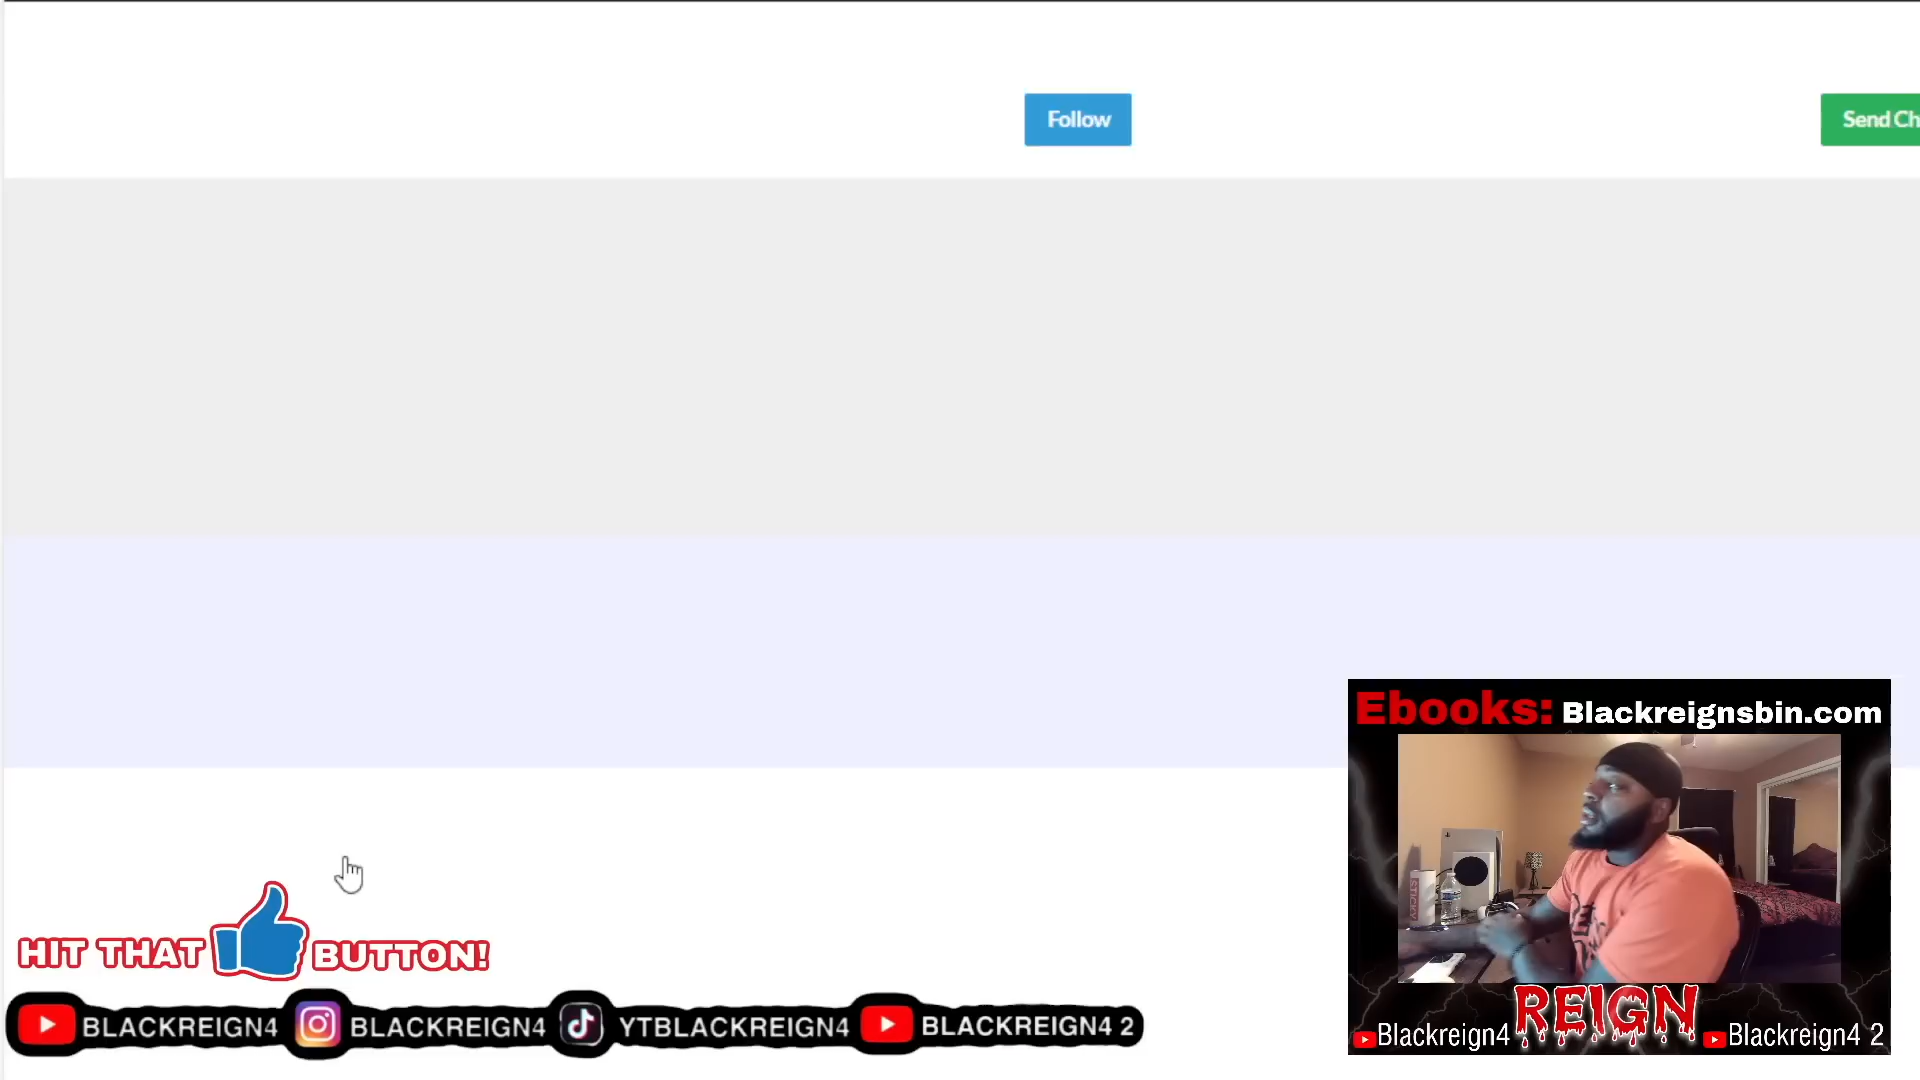 Follow
Send Ch
Ebooks: Blackreignsbin.com
HIT THAT BUTTON!
BLACKREIGN4 BLACKREIGN4 YTBLACKREIGN4 BLACKREIGN4 2
REIGN
Blackreign4 Blackreign4 2